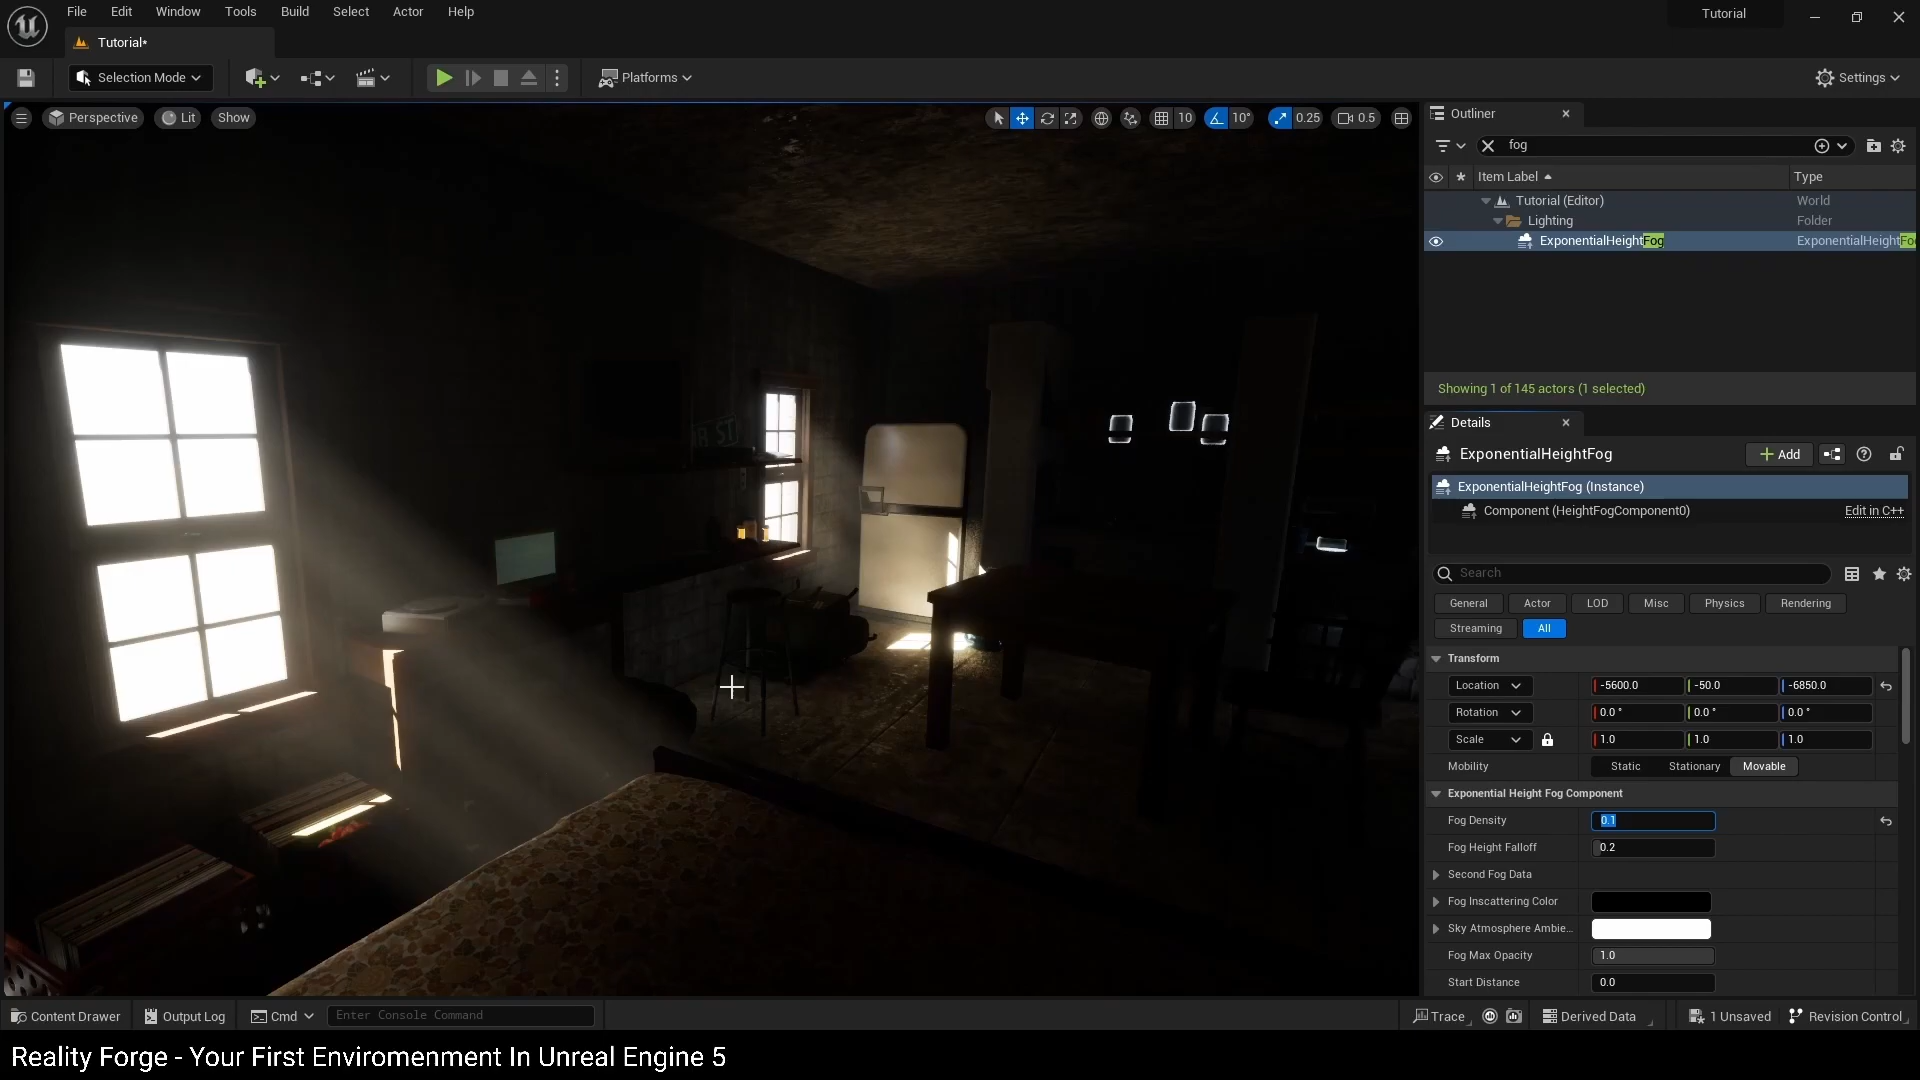 File Edit Window Tools Build Select Actor Help
Tutorial
Tutorial*
Selection Mode
Platforms
Settings
Perspective Lit Show
10 10° 0.25 0.5
Outliner
fog
Item Label Type
Tutorial (Editor) World
Lighting Folder
ExponentialHeightFog ExponentialHeightFo
Showing 1 of 145 actors (1 selected)
Details
ExponentialHeightFog
Add
ExponentialHeightFog (Instance)
Component (HeightFogComponent0) Edit in C++
Search
General Actor LOD Misc Physics Rendering
Streaming All
Transform
Location -5600.0 -50.0 -6850.0
Rotation 0.0 ° 0.0 ° 0.0 °
Scale 1.0 1.0 1.0
Mobility Static Stationary Movable
Exponential Height Fog Component
Fog Density 0.1
Fog Height Falloff 0.2
Second Fog Data
Fog Inscattering Color
Sky Atmosphere Ambie...
Fog Max Opacity 1.0
Start Distance 0.0
Content Drawer Output Log Cmd Enter Console Command Trace Derived Data 1 Unsaved Revision Control
Reality Forge - Your First Enviromenment In Unreal Engine 5